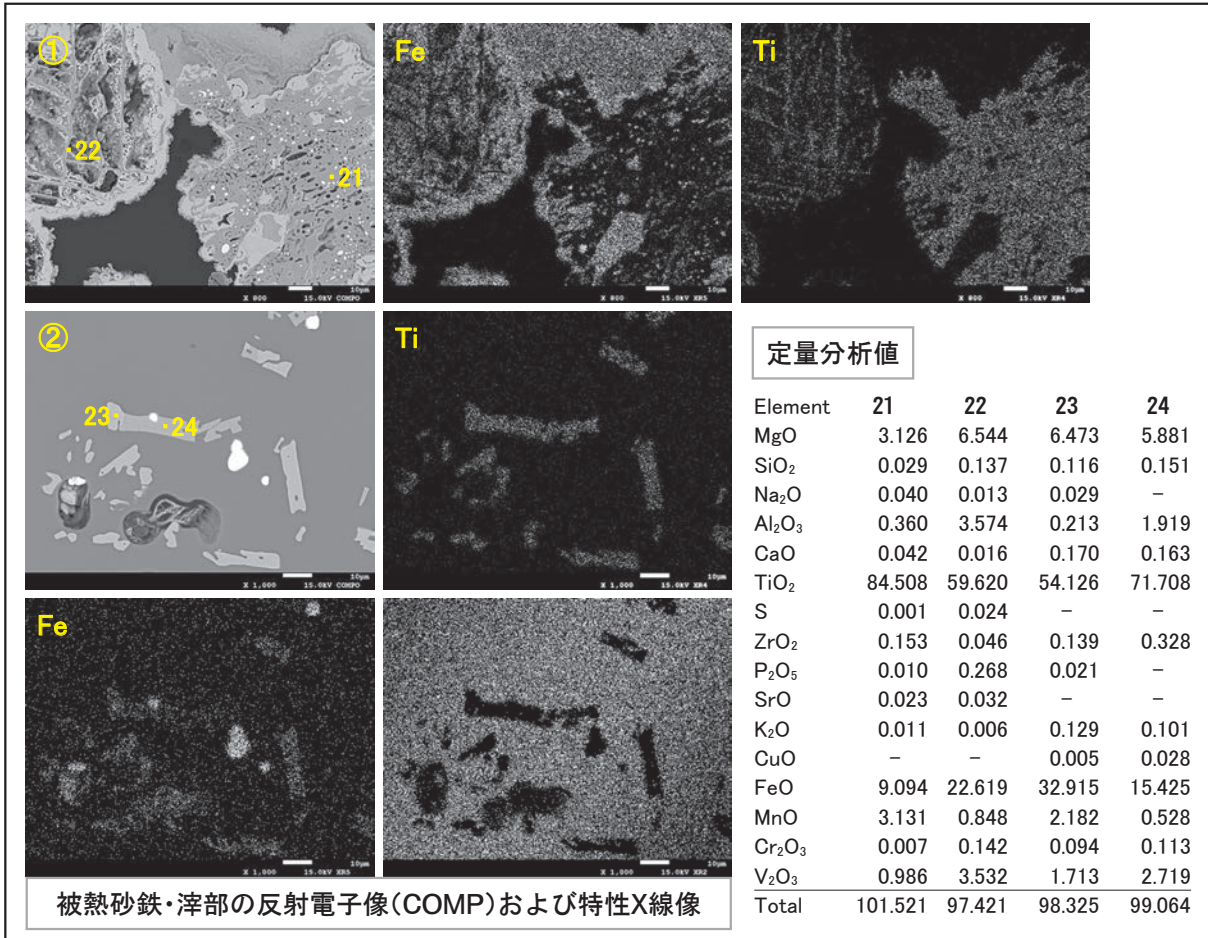 ①
22
21
X 800 10μm
15.0kV COMPO
Fe
X 800 10μm
15.0kV XR5
Ti
X 800 10μm
15.0kV XR4
②
23
24
X 1,000 10μm
15.0kV COMPO
Ti
X 1,000 10μm
15.0kV XR4
Fe
X 1,000 10μm
15.0kV XR5
X 1,000 10μm
15.0kV XR2
被熱砂鉄・滓部の反射電子像(COMP)および特性X線像
定量分析値
Element 21 22 23 24
MgO 3.126 6.544 6.473 5.881
SiO₂ 0.029 0.137 0.116 0.151
Na₂O 0.040 0.013 0.029 −
Al₂O₃ 0.360 3.574 0.213 1.919
CaO 0.042 0.016 0.170 0.163
TiO₂ 84.508 59.620 54.126 71.708
S 0.001 0.024 − −
ZrO₂ 0.153 0.046 0.139 0.328
P₂O₅ 0.010 0.268 0.021 −
SrO 0.023 0.032 − −
K₂O 0.011 0.006 0.129 0.101
CuO − − 0.005 0.028
FeO 9.094 22.619 32.915 15.425
MnO 3.131 0.848 2.182 0.528
Cr₂O₃ 0.007 0.142 0.094 0.113
V₂O₃ 0.986 3.532 1.713 2.719
Total 101.521 97.421 98.325 99.064